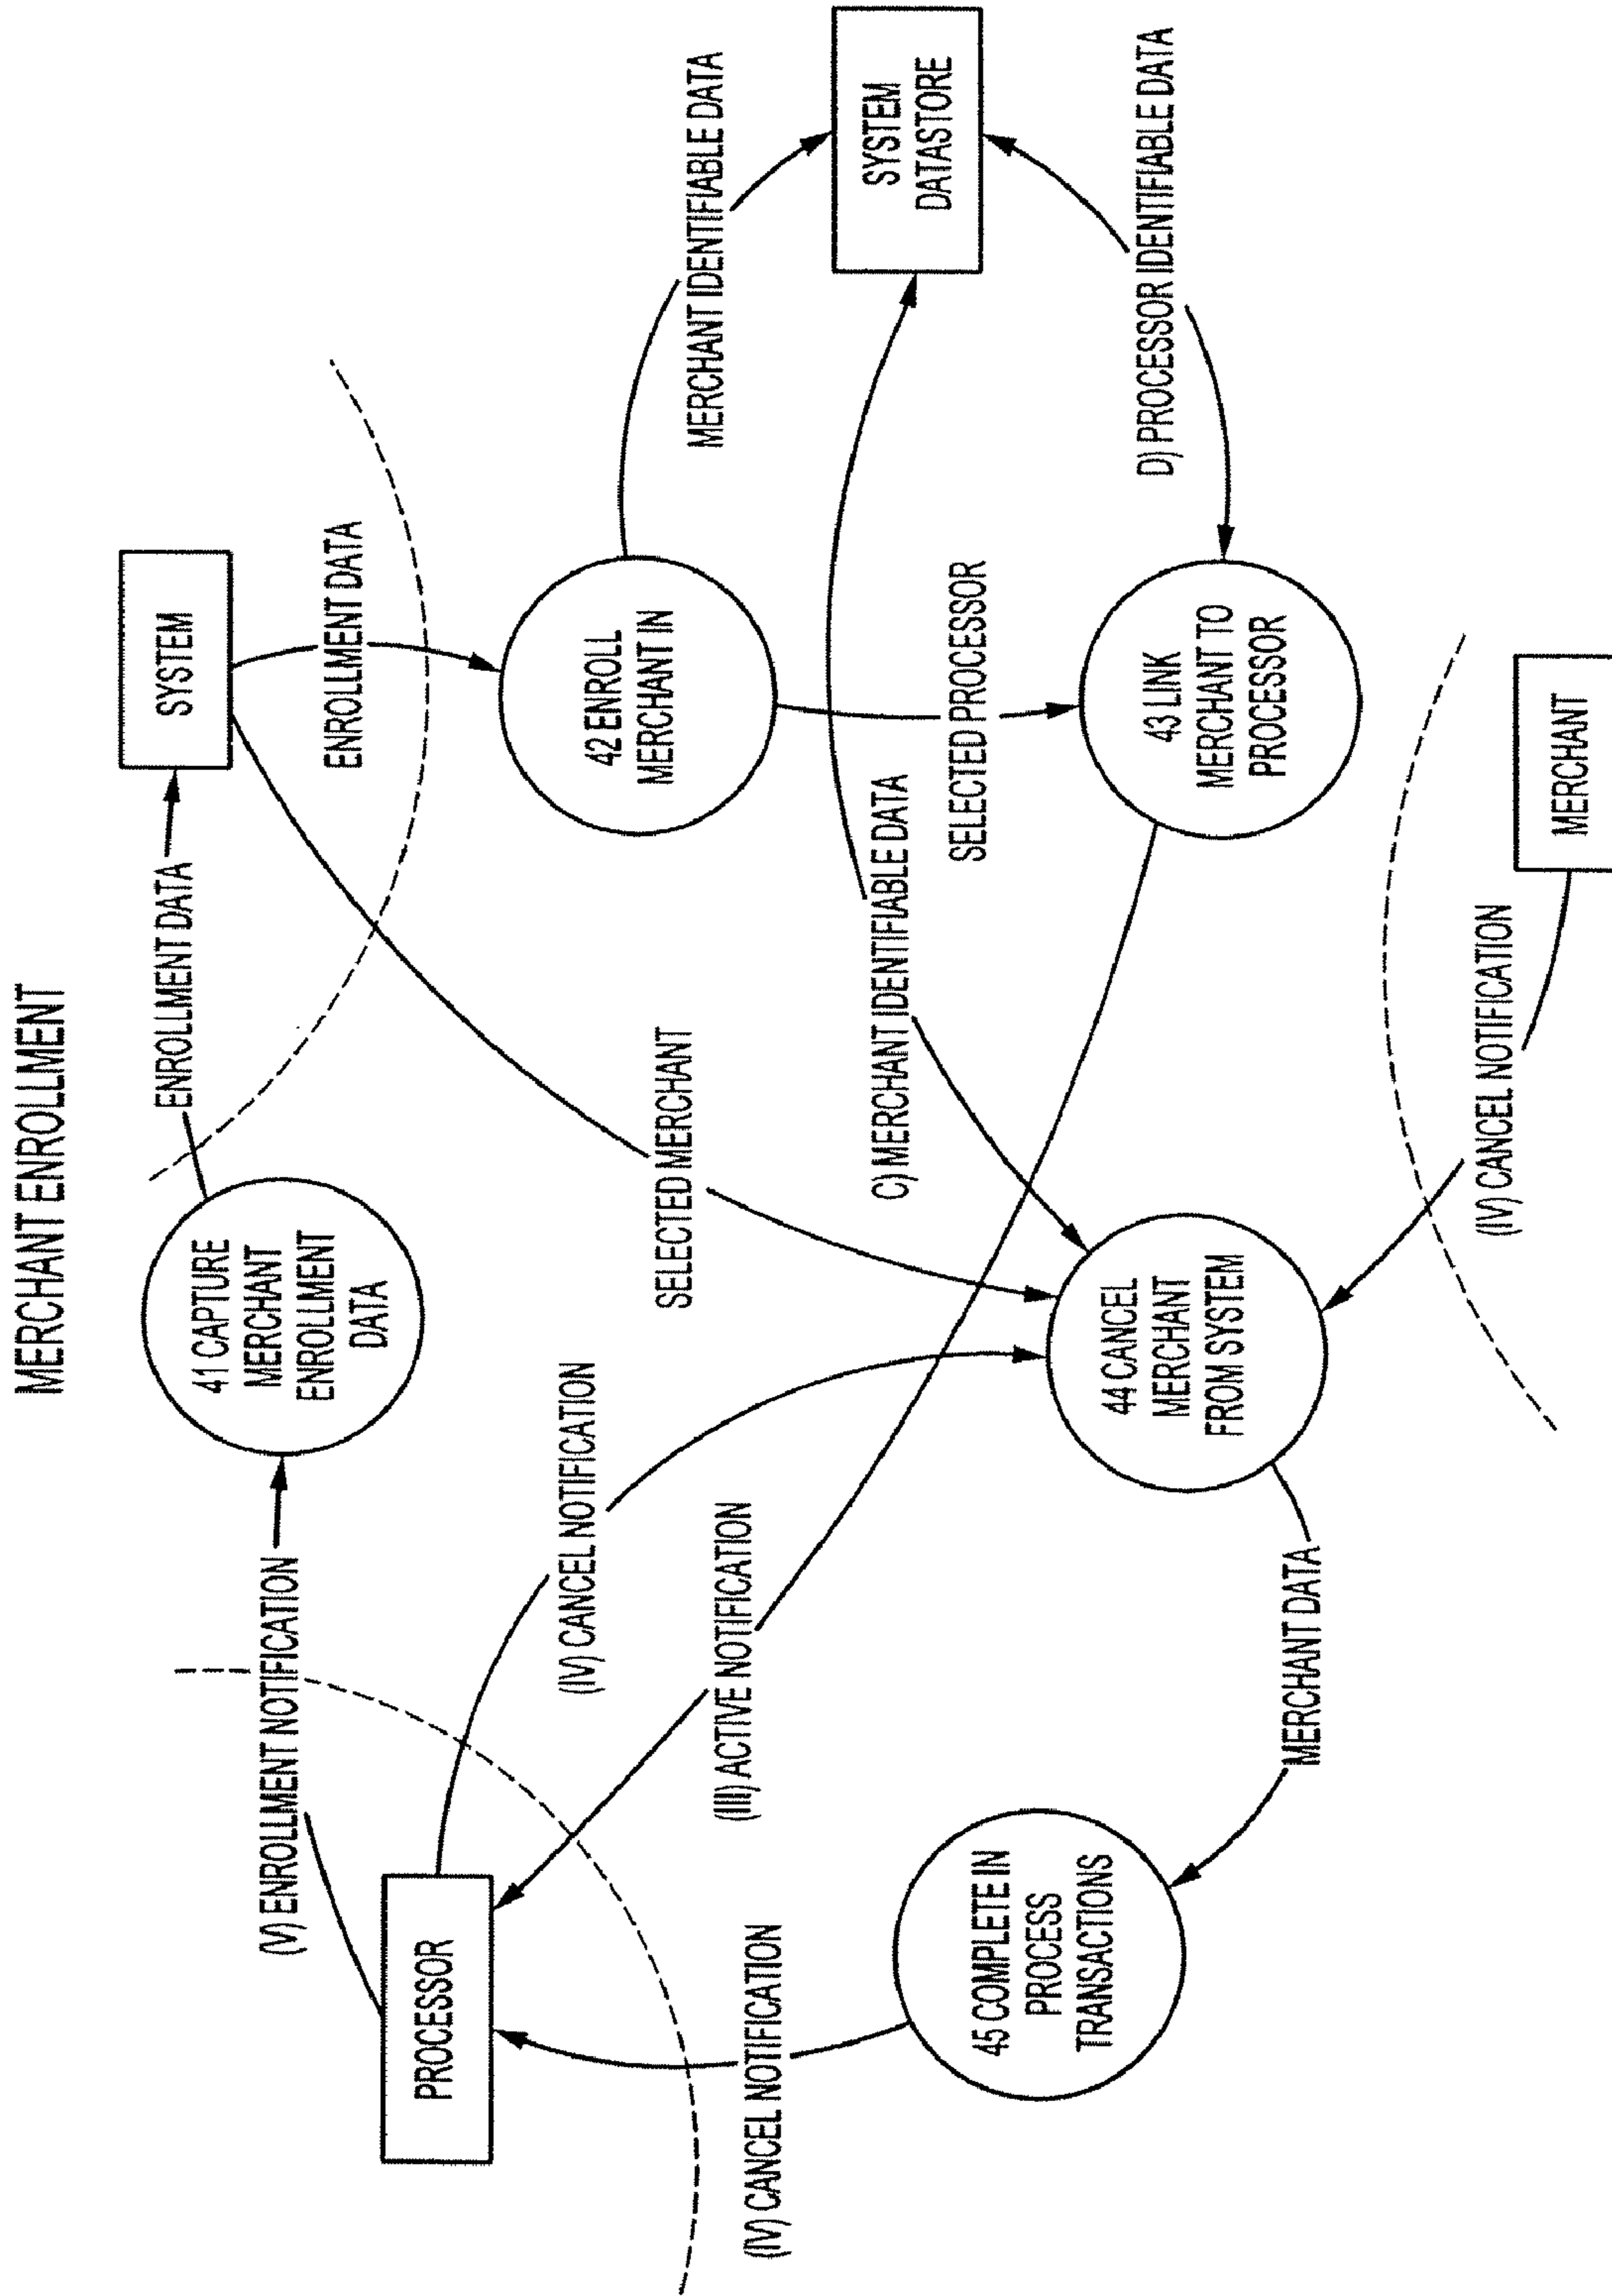 MERCHANT ENROLLMENT
(V) ENROLLMENT NOTIFICATION
41 CAPTURE
MERCHANT
ENROLLMENT
DATA
ENROLLMENT DATA
SYSTEM
ENROLLMENT DATA
PROCESSOR
(IV) CANCEL NOTIFICATION
SELECTED MERCHANT
42 ENROLL
MERCHANT IN
MERCHANT IDENTIFIABLE DATA
(III) ACTIVE NOTIFICATION
(IV) CANCEL NOTIFICATION
C) MERCHANT IDENTIFIABLE DATA
SELECTED PROCESSOR
SYSTEM
DATASTORE
45 COMPLETE IN
PROCESS
TRANSACTIONS
44 CANCEL
MERCHANT
FROM SYSTEM
43 LINK
MERCHANT TO
PROCESSOR
D) PROCESSOR IDENTIFIABLE DATA
MERCHANT DATA
(IV) CANCEL NOTIFICATION
MERCHANT